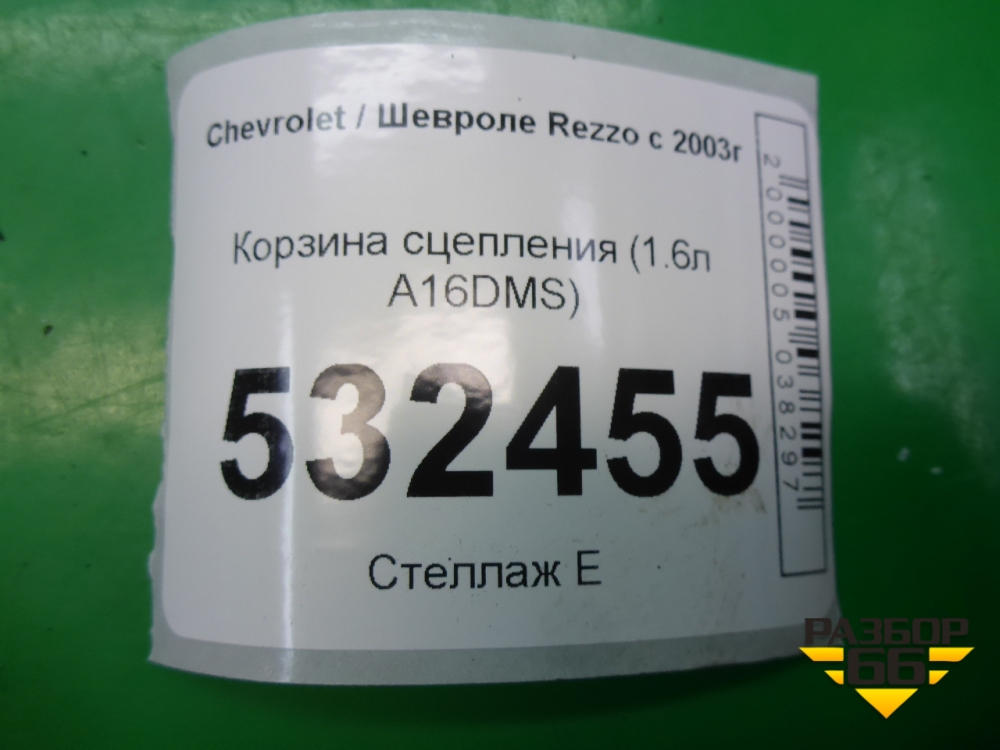 Chevrolet / Шевроле Rezzo с 2003г
Корзина сцепления (1.6л
A16DMS)
532455
Стеллаж Е
2000005038297
РАЗБОР
66